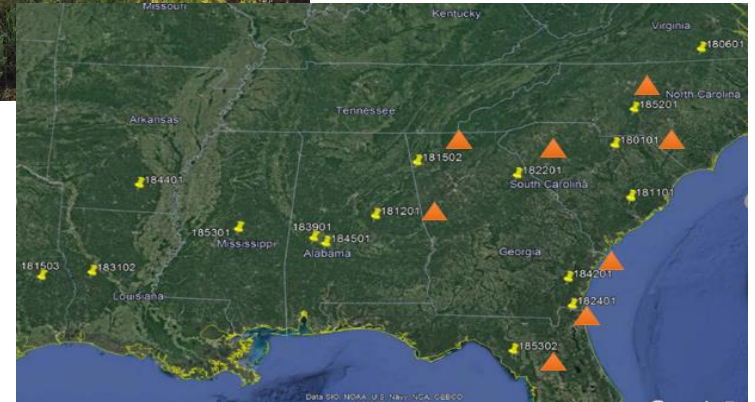 Missouri
Kentucky
Virginia
180601
North Carolina
185201
Tennessee
Arkansas
180101
181502
182201
South Carolina
184401
181101
181201
185301
183901
184501
Mississippi
Alabama
Georgia
181503
183102
184201
Louisiana
182401
185302
Data SIO, NOAA, U.S. Navy, NGA, GEBCO